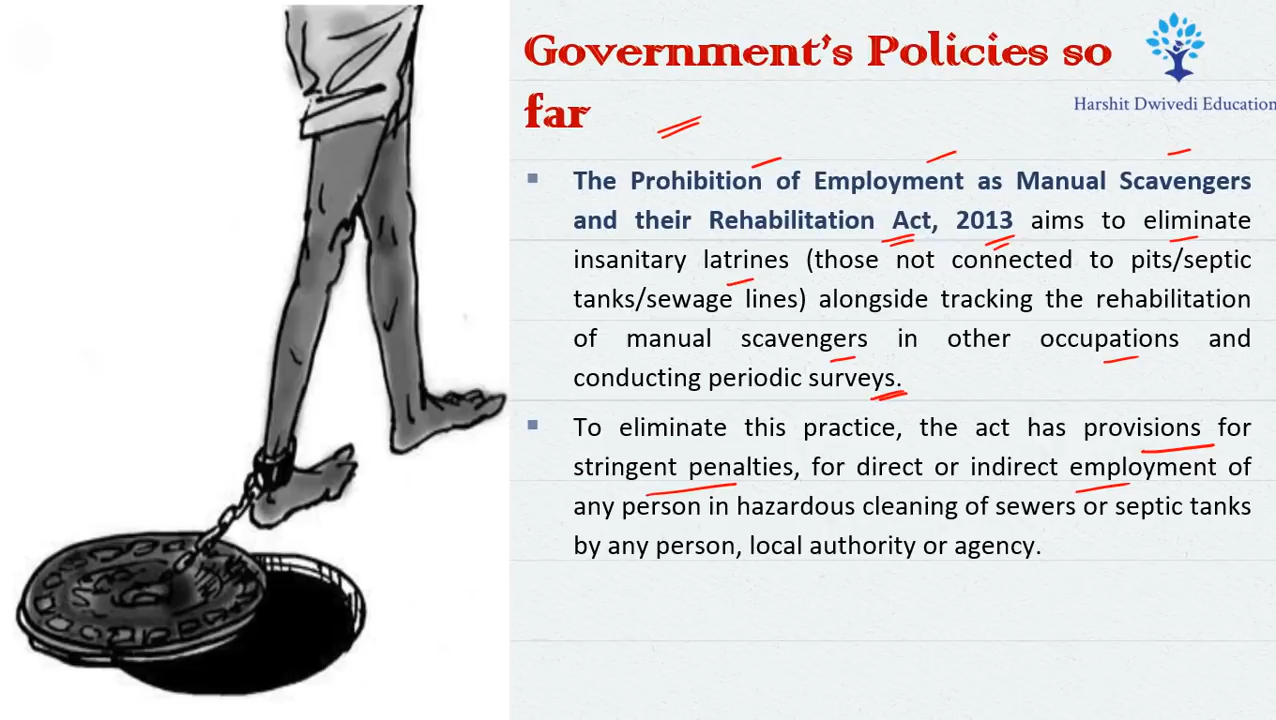 Government's Policies so
far
Harshit Dwivedi Education
▪ The Prohibition of Employment as Manual Scavengers
and their Rehabilitation Act, 2013 aims to eliminate
insanitary latrines (those not connected to pits/septic
tanks/sewage lines) alongside tracking the rehabilitation
of manual scavengers in other occupations and
conducting periodic surveys.
▪ To eliminate this practice, the act has provisions for
stringent penalties, for direct or indirect employment of
any person in hazardous cleaning of sewers or septic tanks
by any person, local authority or agency.